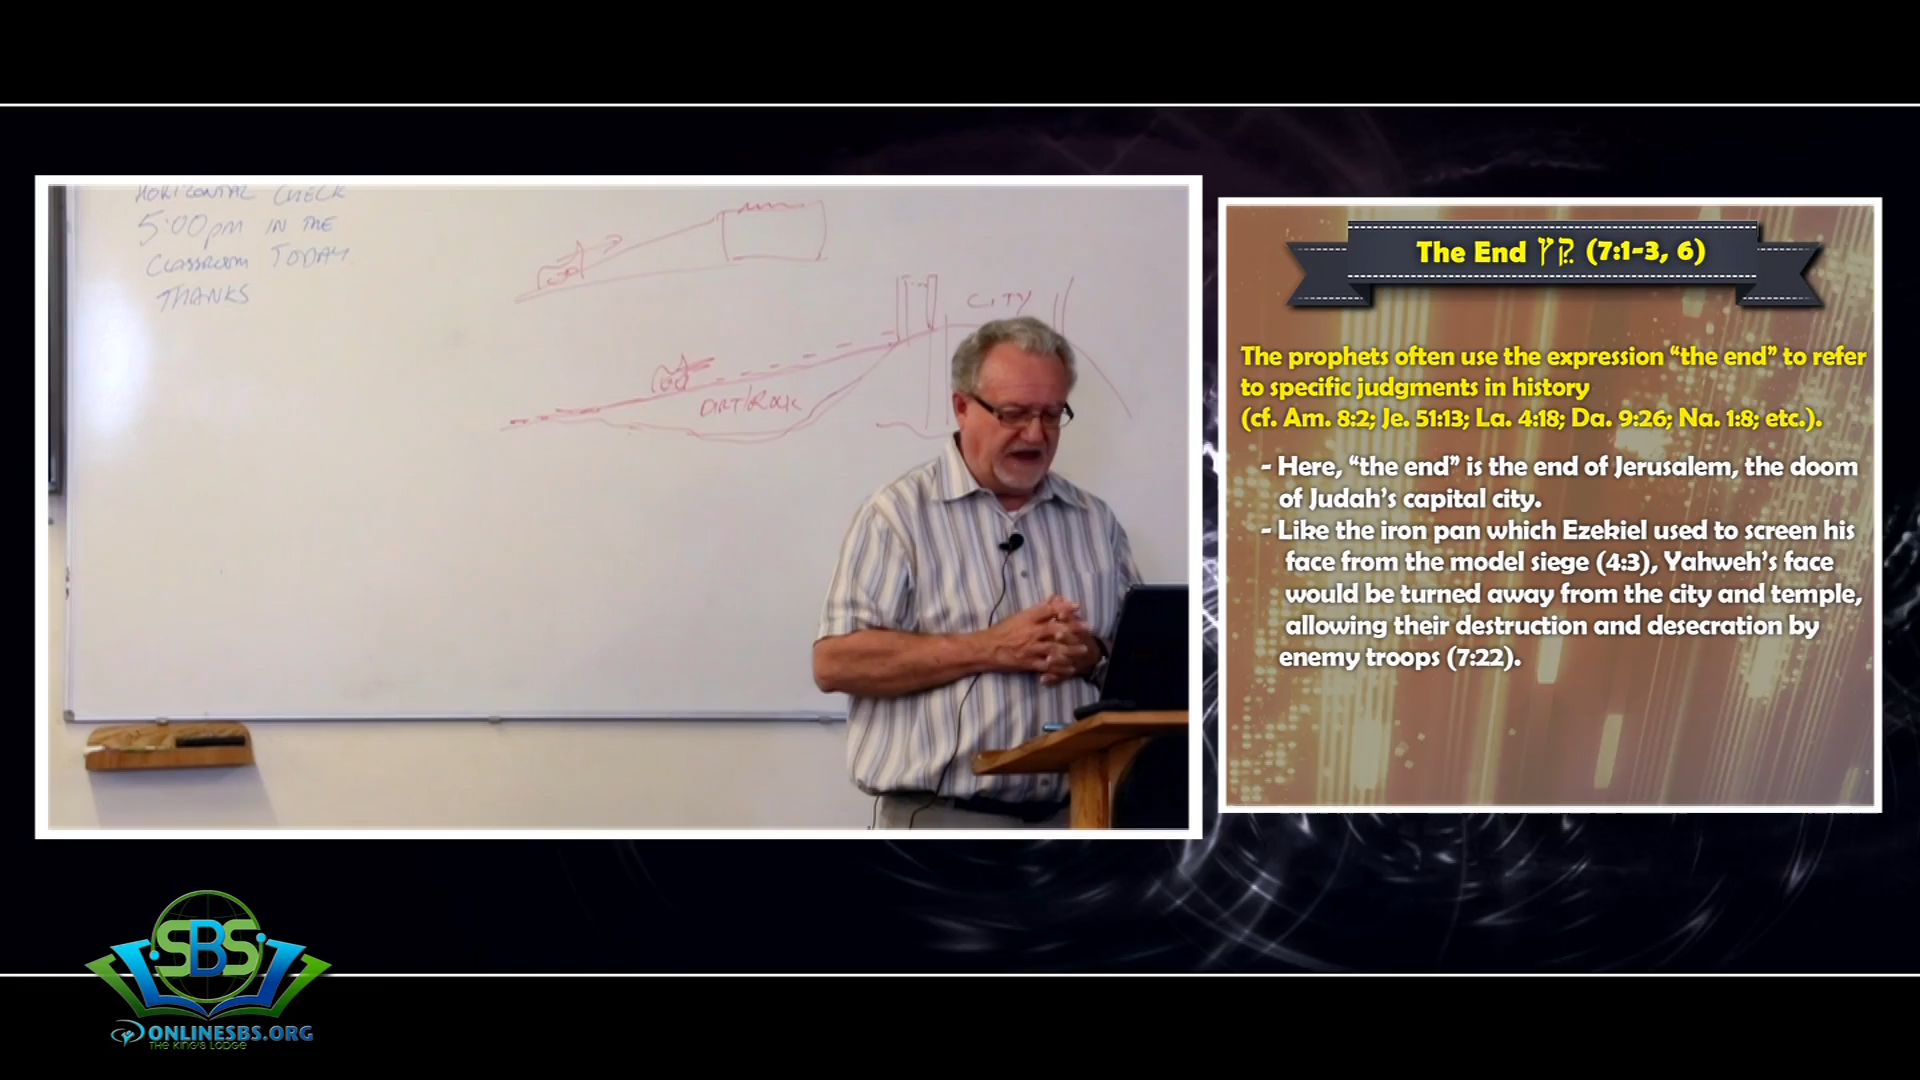 HORIZONTAL CHECK
5:00pm IN THE
CLASSROOM TODAY
THANKS
CITY
DIRT/ROCK
The End קֵץ (7:1-3, 6)
The prophets often use the expression “the end” to refer
to specific judgments in history
(cf. Am. 8:2; Je. 51:13; La. 4:18; Da. 9:26; Na. 1:8; etc.).
- Here, “the end” is the end of Jerusalem, the doom
of Judah’s capital city.
- Like the iron pan which Ezekiel used to screen his
face from the model siege (4:3), Yahweh’s face
would be turned away from the city and temple,
allowing their destruction and desecration by
enemy troops (7:22).
SBS
ONLINESBS.ORG
THE KING'S LODGE